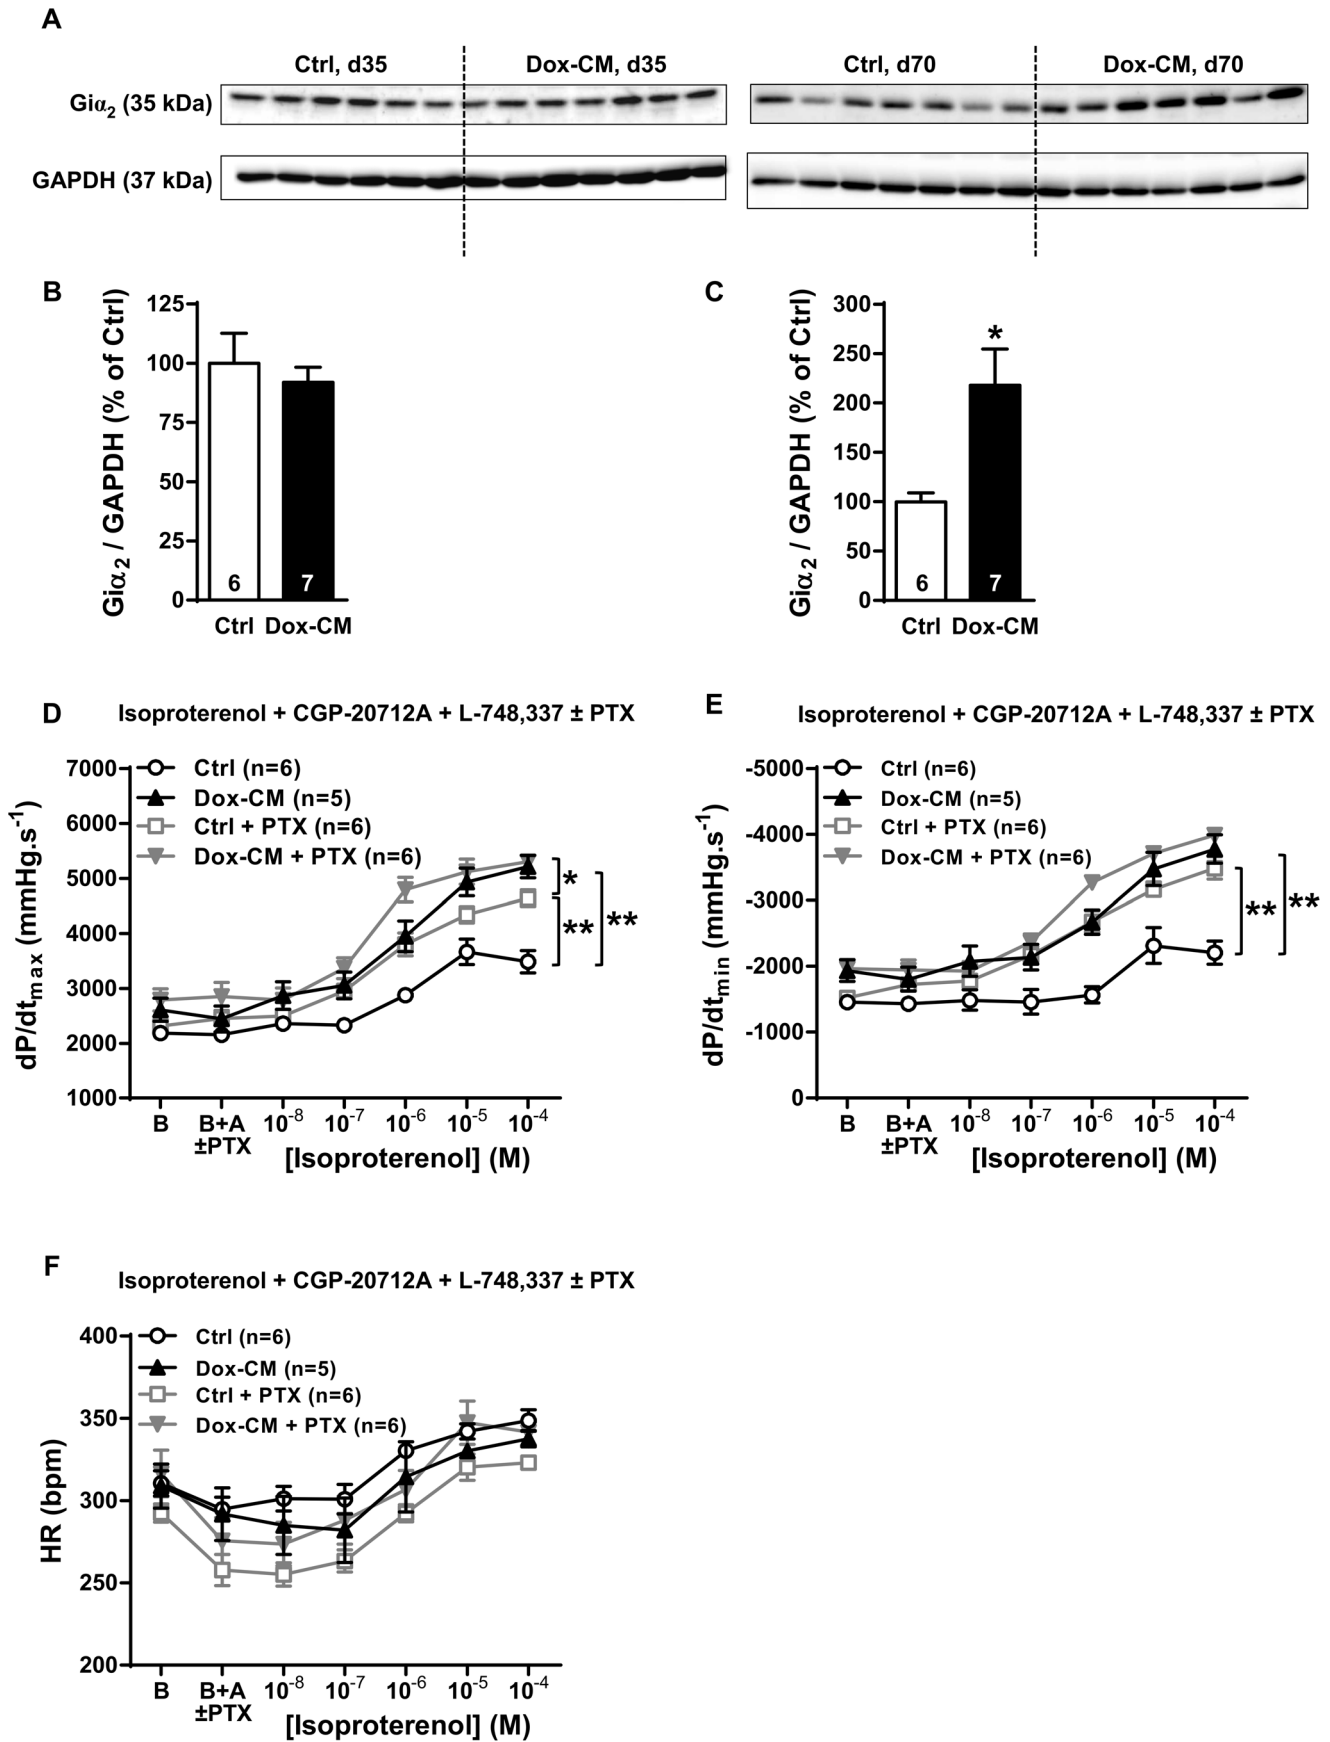 A
Ctrl, d35 Dox-CM, d35 Ctrl, d70 Dox-CM, d70
Giα2 (35 kDa)
GAPDH (37 kDa)
B
Giα2 / GAPDH (% of Ctrl)
125
100
75
50
25
0
6 7
Ctrl Dox-CM
C
Giα2 / GAPDH (% of Ctrl)
300
250
200
150
100
50
0
*
6 7
Ctrl Dox-CM
D
Isoproterenol + CGP-20712A + L-748,337 ± PTX
dP/dtmax (mmHg.s-1)
7000
6000
5000
4000
3000
2000
1000
Ctrl (n=6)
Dox-CM (n=5)
Ctrl + PTX (n=6)
Dox-CM + PTX (n=6)
*
**
**
B B+A 10-8 10-7 10-6 10-5 10-4
±PTX
[Isoproterenol] (M)
E
Isoproterenol + CGP-20712A + L-748,337 ± PTX
dP/dtmin (mmHg.s-1)
-5000
-4000
-3000
-2000
-1000
0
Ctrl (n=6)
Dox-CM (n=5)
Ctrl + PTX (n=6)
Dox-CM + PTX (n=6)
**
**
B B+A 10-8 10-7 10-6 10-5 10-4
±PTX
[Isoproterenol] (M)
F
Isoproterenol + CGP-20712A + L-748,337 ± PTX
HR (bpm)
400
350
300
250
200
Ctrl (n=6)
Dox-CM (n=5)
Ctrl + PTX (n=6)
Dox-CM + PTX (n=6)
B B+A 10-8 10-7 10-6 10-5 10-4
±PTX
[Isoproterenol] (M)